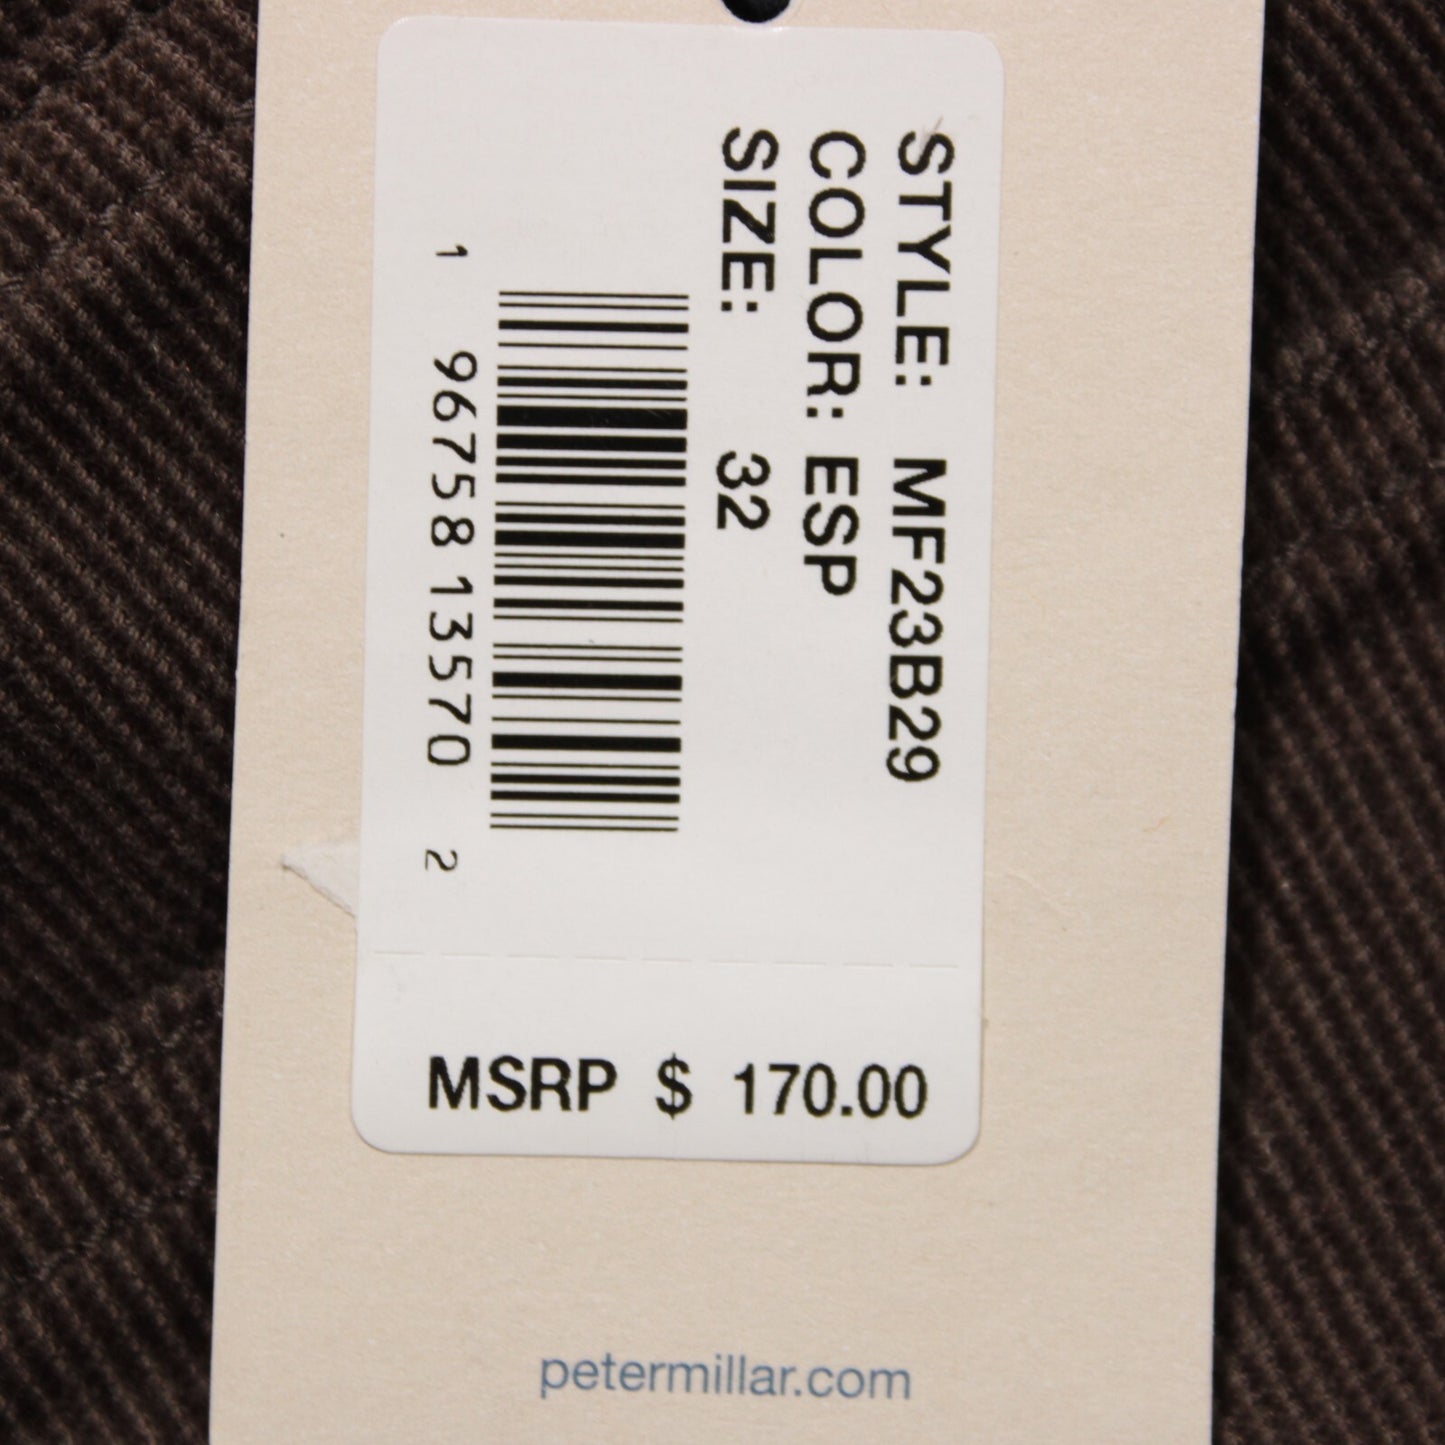 STYLE: MF23B29
COLOR: ESP
SIZE: 32
1 96758 13570 2
MSRP $ 170.00
petermillar.com